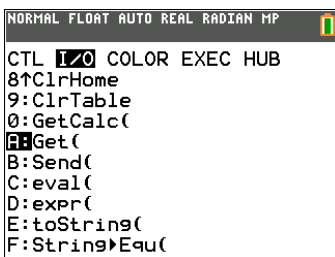 NORMAL FLOAT AUTO REAL RADIAN MP
CTL I/O COLOR EXEC HUB
8↑ClrHome
9:ClrTable
0:GetCalc(
A:Get(
B:Send(
C:eval(
D:expr(
E:toString(
F:String►Equ(